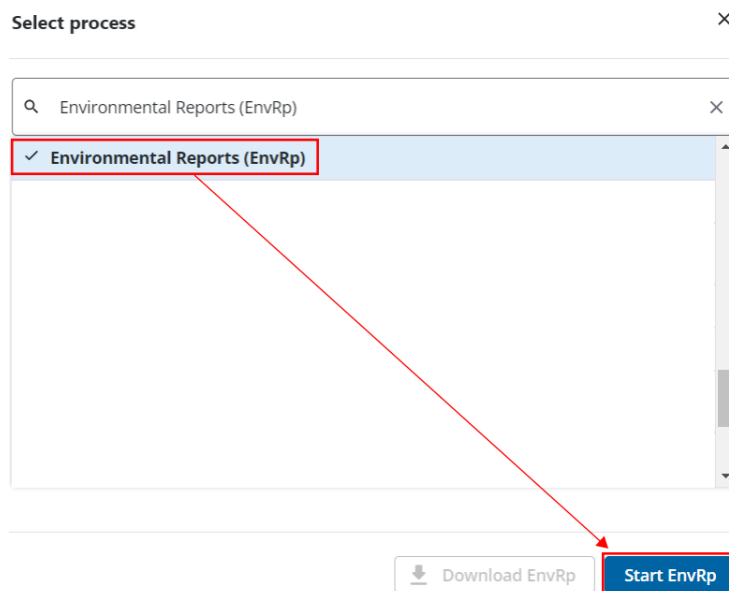 Select process
Environmental Reports (EnvRp)
Environmental Reports (EnvRp)
Download EnvRp
Start EnvRp